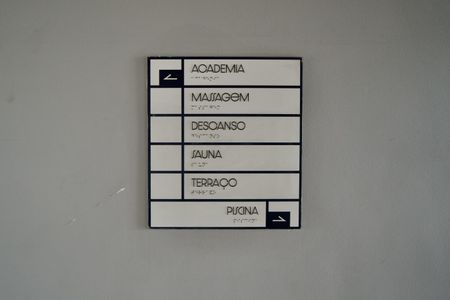 ACADEMIA
MASSAGEM
DESCANSO
SAUNA
TERRAÇO
PISCINA